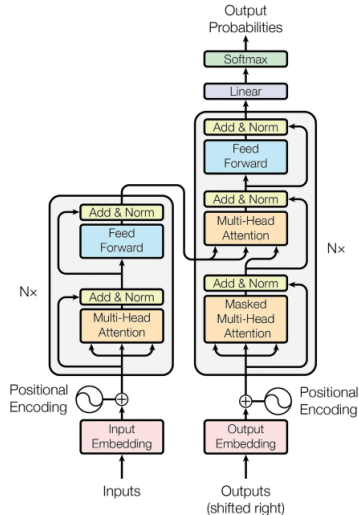 Output
Probabilities
Softmax
Linear
Add & Norm
Feed
Forward
Add & Norm
Multi-Head
Attention
Add & Norm
Masked
Multi-Head
Attention
Nx
Add & Norm
Feed
Forward
Add & Norm
Multi-Head
Attention
Nx
Positional
Encoding
Positional
Encoding
Input
Embedding
Output
Embedding
Inputs
Outputs
(shifted right)